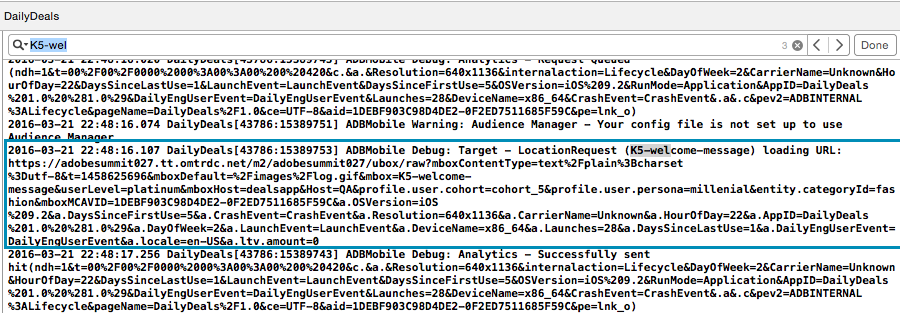 DailyDeals
K5-wel
3
Done
2016-03-21 22:48:16.020 DailyDeals[43786:15389743] ADBMobile Debug: Analytics – Request Queued
(ndh=1&t=00%2F00%2F0000%2000%3A00%3A00%200%20420&c.&a.&Resolution=640x1136&internalaction=Lifecycle&DayOfWeek=2&CarrierName=Unknown&Ho
urOfDay=22&DaysSinceLastUse=1&LaunchEvent=LaunchEvent&DaysSinceFirstUse=5&OSVersion=iOS%209.2&RunMode=Application&AppID=DailyDeals
%201.0%20%281.0%29&DailyEngUserEvent=DailyEngUserEvent&Launches=28&DeviceName=x86_64&CrashEvent=CrashEvent&.a&.c&pev2=ADBINTERNAL
%3ALifecycle&pageName=DailyDeals%2F1.0&ce=UTF-8&aid=1DEBF903C98D4DE2-0F2ED7511685F59C&pe=lnk_o)
2016-03-21 22:48:16.074 DailyDeals[43786:15389751] ADBMobile Warning: Audience Manager – Your config file is not set up to use
Audience Manager
2016-03-21 22:48:16.107 DailyDeals[43786:15389753] ADBMobile Debug: Target – LocationRequest (K5-welcome-message) loading URL:
https://adobesummit027.tt.omtrdc.net/m2/adobesummit027/ubox/raw?mboxContentType=text%2Fplain%3Bcharset
%3Dutf-8&t=1458625696&mboxDefault=%2Fimages%2Flog.gif&mbox=K5-welcome-
message&userLevel=platinum&mboxHost=dealsapp&Host=QA&profile.user.cohort=cohort_5&profile.user.persona=millenial&entity.categoryId=fas
hion&mboxMCAVID=1DEBF903C98D4DE2-0F2ED7511685F59C&a.OSVersion=iOS
%209.2&a.DaysSinceFirstUse=5&a.CrashEvent=CrashEvent&a.Resolution=640x1136&a.CarrierName=Unknown&a.HourOfDay=22&a.AppID=DailyDeals
%201.0%20%281.0%29&a.DayOfWeek=2&a.LaunchEvent=LaunchEvent&a.DeviceName=x86_64&a.Launches=28&a.DaysSinceLastUse=1&a.DailyEngUserEvent=
DailyEngUserEvent&a.locale=en-US&a.ltv.amount=0
2016-03-21 22:48:17.256 DailyDeals[43786:15389743] ADBMobile Debug: Analytics – Successfully sent
hit(ndh=1&t=00%2F00%2F0000%2000%3A00%3A00%200%20420&c.&a.&Resolution=640x1136&internalaction=Lifecycle&DayOfWeek=2&CarrierName=Unknown
&HourOfDay=22&DaysSinceLastUse=1&LaunchEvent=LaunchEvent&DaysSinceFirstUse=5&OSVersion=iOS%209.2&RunMode=Application&AppID=DailyDeals
%201.0%20%281.0%29&DailyEngUserEvent=DailyEngUserEvent&Launches=28&DeviceName=x86_64&CrashEvent=CrashEvent&.a&.c&pev2=ADBINTERNAL
%3ALifecycle&pageName=DailyDeals%2F1.0&ce=UTF-8&aid=1DEBF903C98D4DE2-0F2ED7511685F59C&pe=lnk_o)